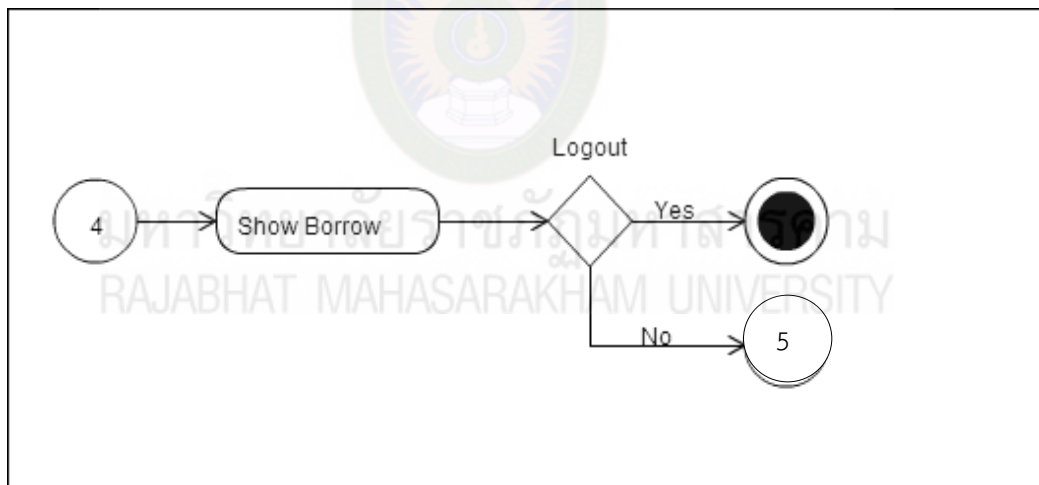 Logout
4
Show Borrow
Yes
No
5
มหาวิทยาลัยราชภัฏมหาสารคาม
RAJABHAT MAHASARAKHAM UNIVERSITY